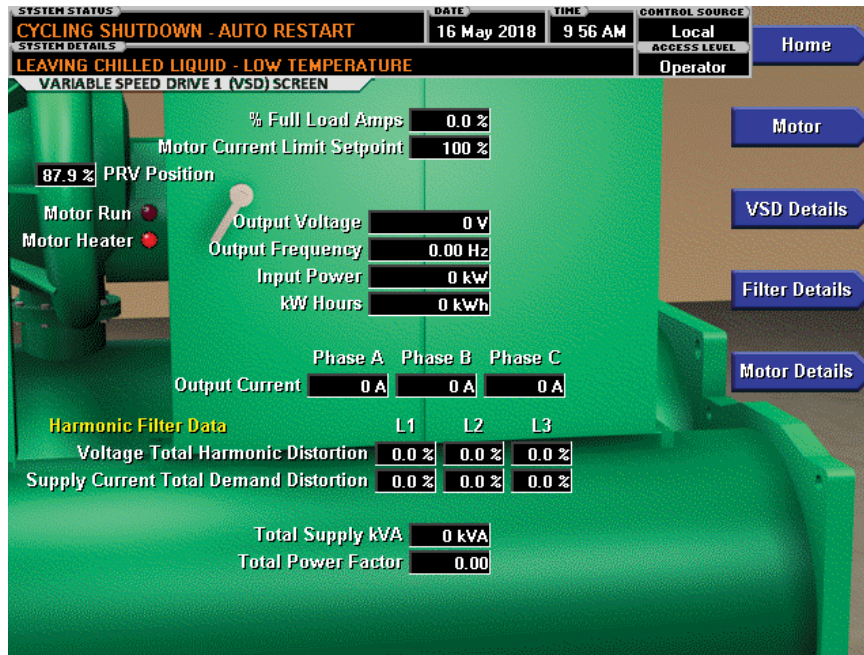 SYSTEM STATUS
CYCLING SHUTDOWN - AUTO RESTART
DATE
16 May 2018
TIME
9 56 AM
CONTROL SOURCE
Local
SYSTEM DETAILS
LEAVING CHILLED LIQUID - LOW TEMPERATURE
ACCESS LEVEL
Operator
Home
VARIABLE SPEED DRIVE 1 (VSD) SCREEN
% Full Load Amps 0.0 %
Motor Current Limit Setpoint 100 %
Motor
87.9 % PRV Position
Motor Run
Motor Heater
VSD Details
Output Voltage 0 V
Output Frequency 0.00 Hz
Input Power 0 kW
kW Hours 0 kWh
Filter Details
Phase A Phase B Phase C
Output Current 0 A 0 A 0 A
Motor Details
Harmonic Filter Data L1 L2 L3
Voltage Total Harmonic Distortion 0.0 % 0.0 % 0.0 %
Supply Current Total Demand Distortion 0.0 % 0.0 % 0.0 %
Total Supply kVA 0 kVA
Total Power Factor 0.00